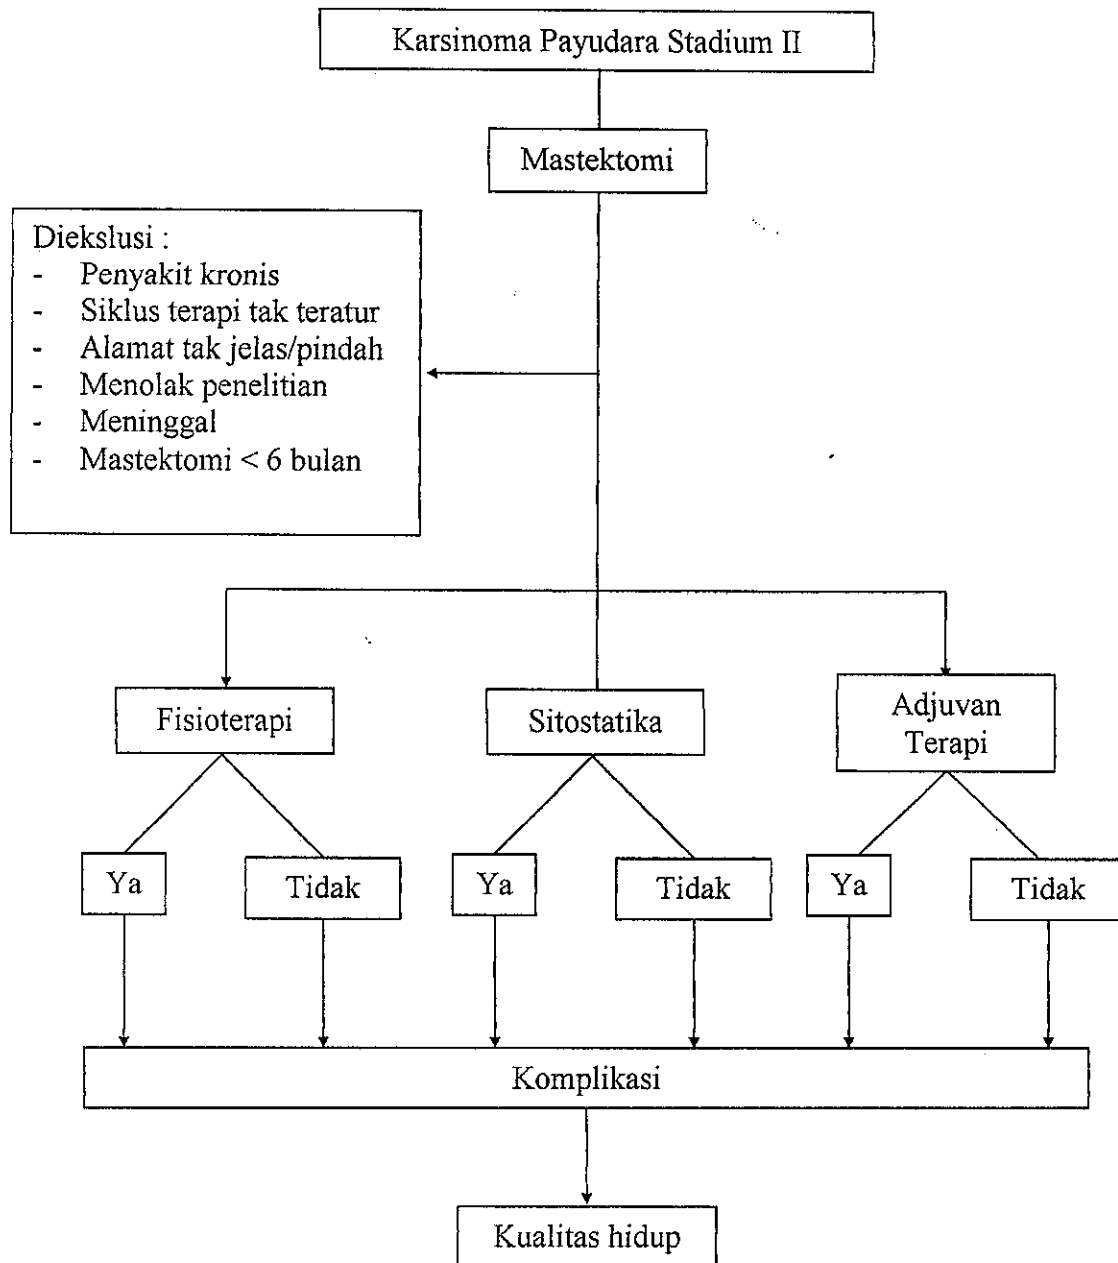 Karsinoma Payudara Stadium II
Mastektomi
Diekslusi :
- Penyakit kronis
- Siklus terapi tak teratur
- Alamat tak jelas/pindah
- Menolak penelitian
- Meninggal
- Mastektomi < 6 bulan
Fisioterapi
Sitostatika
Adjuvan
Terapi
Ya
Tidak
Ya
Tidak
Ya
Tidak
Komplikasi
Kualitas hidup